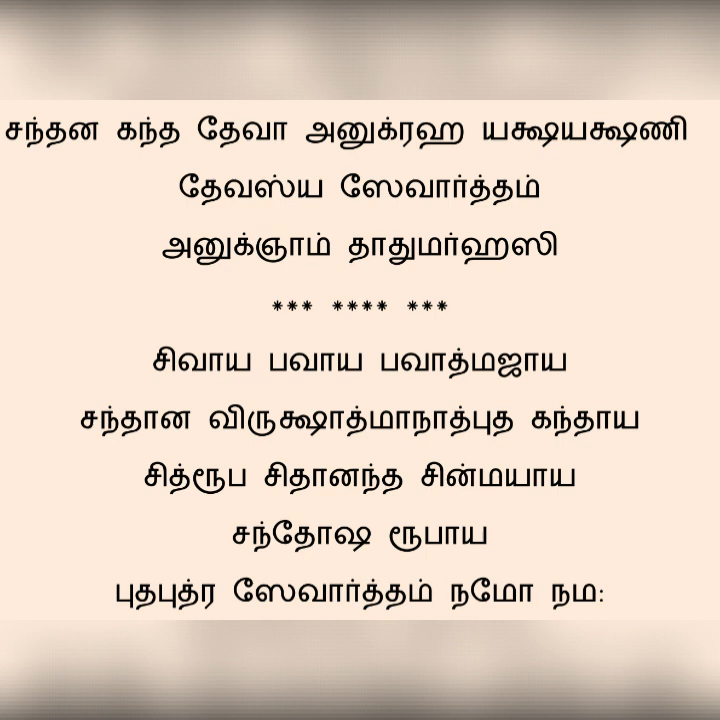 சந்தன கந்த தேவா அனுக்ரஹ யக்ஷயக்ஷணி
தேவஸ்ய ஸேவார்த்தம்
அனுக்ஞாம் தாதுமர்ஹஸி
*** **** ***
சிவாய பவாய பவாத்மஜாய
சந்தான விருக்ஷாத்மாநாத்புத கந்தாய
சித்ரூப சிதானந்த சின்மயாய
சந்தோஷ ரூபாய
புதபுத்ர ஸேவார்த்தம் நமோ நம: